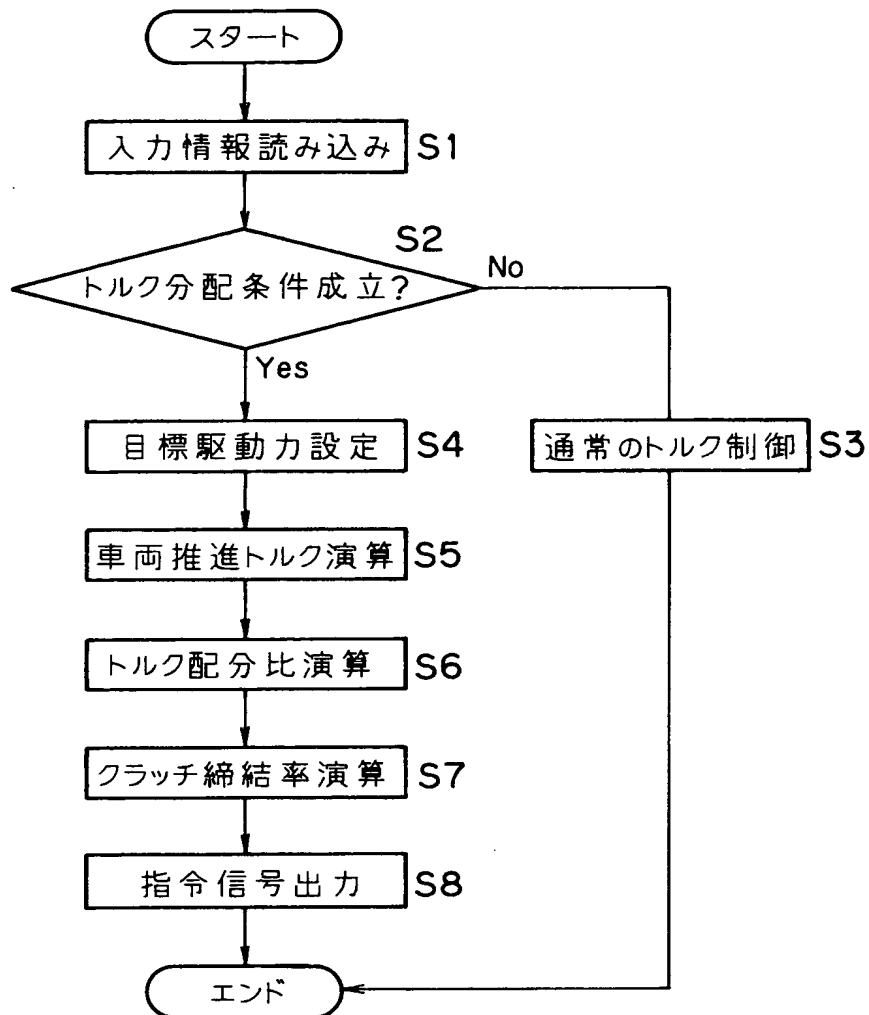 スタート
入力情報読み込み S1
S2
トルク分配条件成立?
No
Yes
目標駆動力設定 S4
通常のトルク制御 S3
車両推進トルク演算 S5
トルク配分比演算 S6
クラッチ締結率演算 S7
指令信号出力 S8
エンド